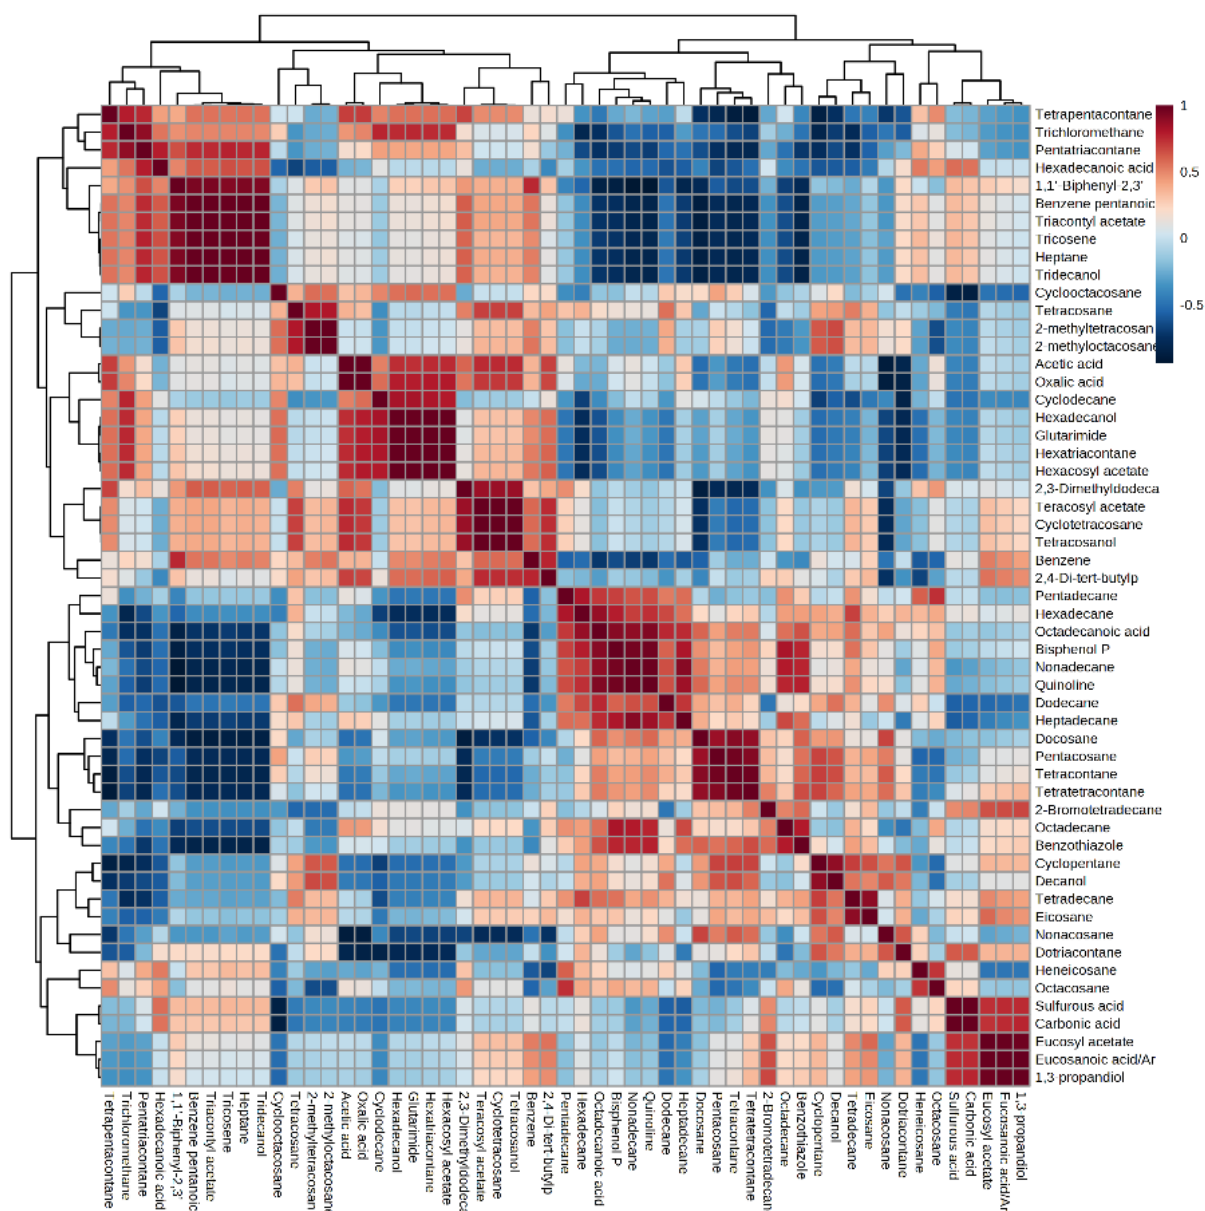 Tetrapentacontane
Trichloromethane
Pentatriacontane
Hexadecanoic acid
1,1'-Biphenyl-2,3'
Benzene pentanoic
Triacontyl acetate
Tricosene
Heptane
Tridecanol
Cyclooctacosane
Tetracosane
2-methyltetracosan
2 methyloctacosane
Acetic acid
Oxalic acid
Cyclodecane
Hexadecanol
Glutarimide
Hexatriacontane
Hexacosyl acetate
2,3-Dimethyldodeca
Teracosyl acetate
Cyclotetracosane
Tetracosanol
Benzene
2,4-Di-tert-butylp
Pentadecane
Hexadecane
Octadecanoic acid
Bisphenol P
Nonadecane
Quinoline
Dodecane
Heptadecane
Docosane
Pentacosane
Tetracontane
Tetratetracontane
2-Bromotetradecane
Octadecane
Benzothiazole
Cyclopentane
Decanol
Tetradecane
Eicosane
Nonacosane
Dotriacontane
Heneicosane
Octacosane
Sulfurous acid
Carbonic acid
Eucosyl acetate
Eucosanoic acid/Ar
1,3 propandiol
1
0.5
0
-0.5
Tetrapentacontane
Trichloromethane
Pentatriacontane
Hexadecanoic acid
1,1'-Biphenyl-2,3'
Benzene pentanoic
Triacontyl acetate
Tricosene
Heptane
Tridecanol
Cyclooctacosane
Tetracosane
2-methyltetracosan
2 methyloctacosane
Acetic acid
Oxalic acid
Cyclodecane
Hexadecanol
Glutarimide
Hexatriacontane
Hexacosyl acetate
2,3-Dimethyldodeca
Teracosyl acetate
Cyclotetracosane
Tetracosanol
Benzene
2,4-Di tert butylp
Pentadecane
Hexadecane
Octadecanoic acid
Bisphenol P
Nonadecane
Quinoline
Dodecane
Heptadecane
Docosane
Pentacosane
Tetracontane
Tetratetracontane
2-Bromotetradecan
Octadecane
Benzothiazole
Cyclopentane
Decanol
Tetradecane
Eicosane
Nonacosane
Dotriacontane
Heneicosane
Octacosane
Sulfurous acid
Carbonic acid
Eucosyl acetate
Eucosanoic acid/Ar
1,3 propandiol